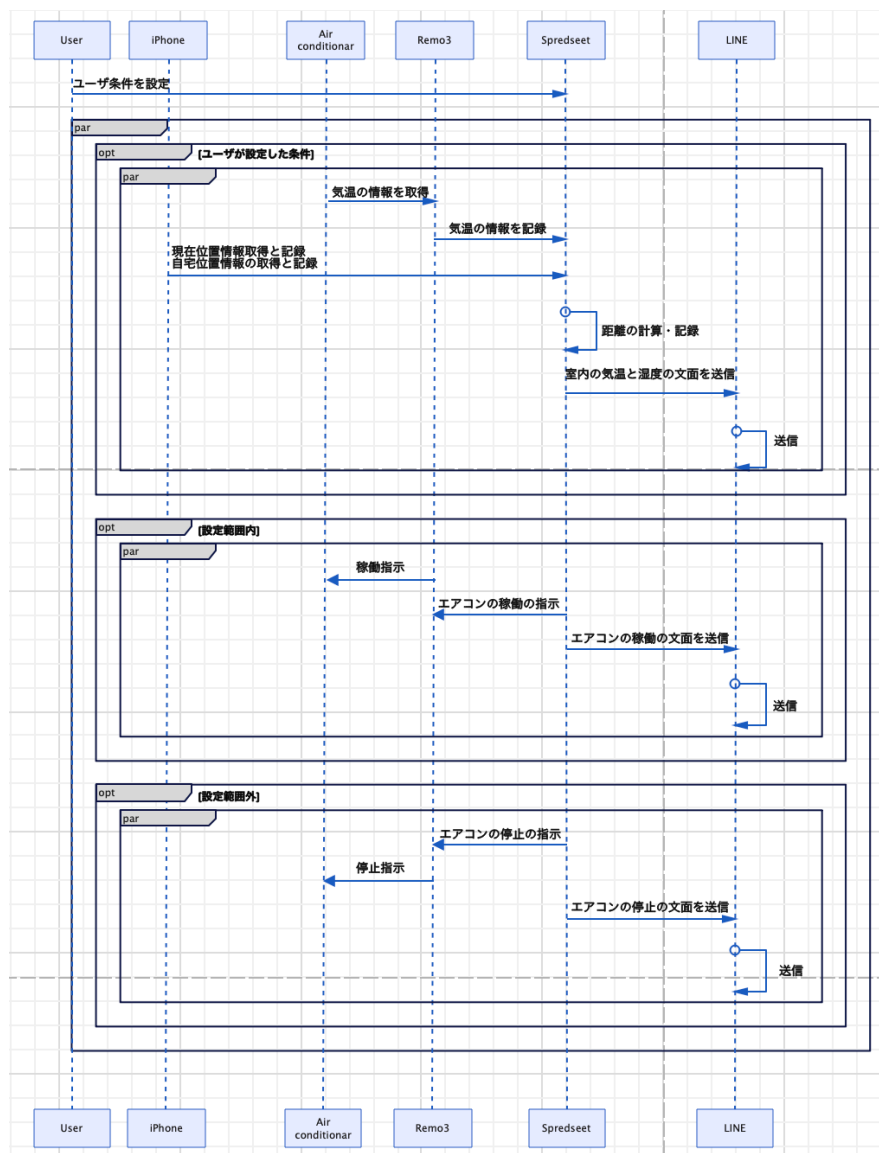 User
iPhone
Air
conditionar
Remo3
Spredseet
LINE
ユーザ条件を設定
par
opt
[ユーザが設定した条件]
par
気温の情報を取得
気温の情報を記録
現在位置情報取得と記録
自宅位置情報の取得と記録
距離の計算・記録
室内の気温と湿度の文面を送信
送信
opt
[設定範囲内]
par
稼働指示
エアコンの稼働の指示
エアコンの稼働の文面を送信
送信
opt
[設定範囲外]
par
エアコンの停止の指示
停止指示
エアコンの停止の文面を送信
送信
User
iPhone
Air
conditionar
Remo3
Spredseet
LINE